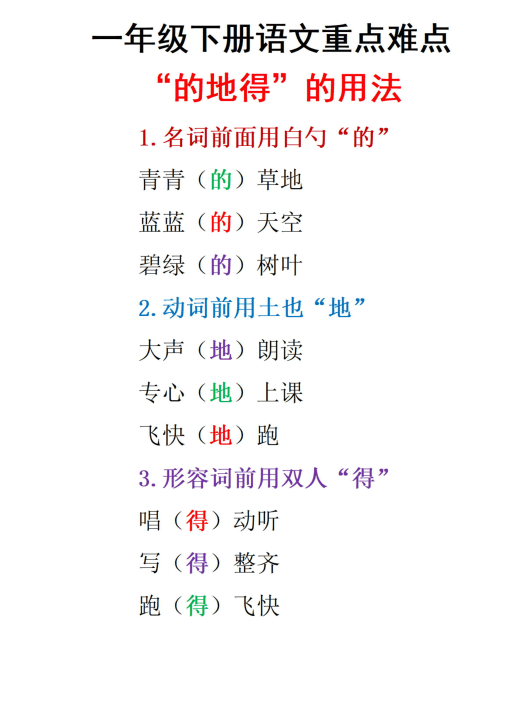 一年级下册语文重点难点
“的地得”的用法
1.名词前面用白勺“的”
青青（的）草地
蓝蓝（的）天空
碧绿（的）树叶
2.动词前用土也“地”
大声（地）朗读
专心（地）上课
飞快（地）跑
3.形容词前用双人“得”
唱（得）动听
写（得）整齐
跑（得）飞快